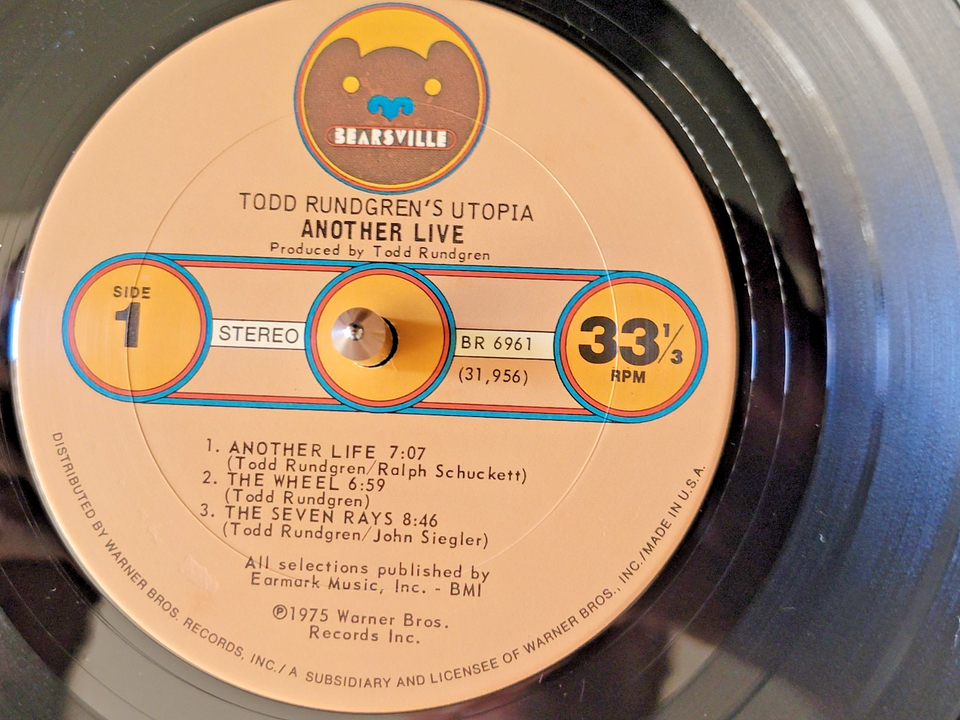 BEARSVILLE
TODD RUNDGREN'S UTOPIA
ANOTHER LIVE
Produced by Todd Rundgren
SIDE
1
STEREO
BR 6961
(31,956)
33 1/3
RPM
1. ANOTHER LIFE 7:07
(Todd Rundgren/Ralph Schuckett)
2. THE WHEEL 6:59
(Todd Rundgren)
3. THE SEVEN RAYS 8:46
(Todd Rundgren/John Siegler)
All selections published by
Earmark Music, Inc. - BMI
℗1975 Warner Bros.
Records Inc.
DISTRIBUTED BY WARNER BROS. RECORDS, INC./ A SUBSIDIARY AND LICENSEE OF WARNER BROS., INC./MADE IN U.S.A.